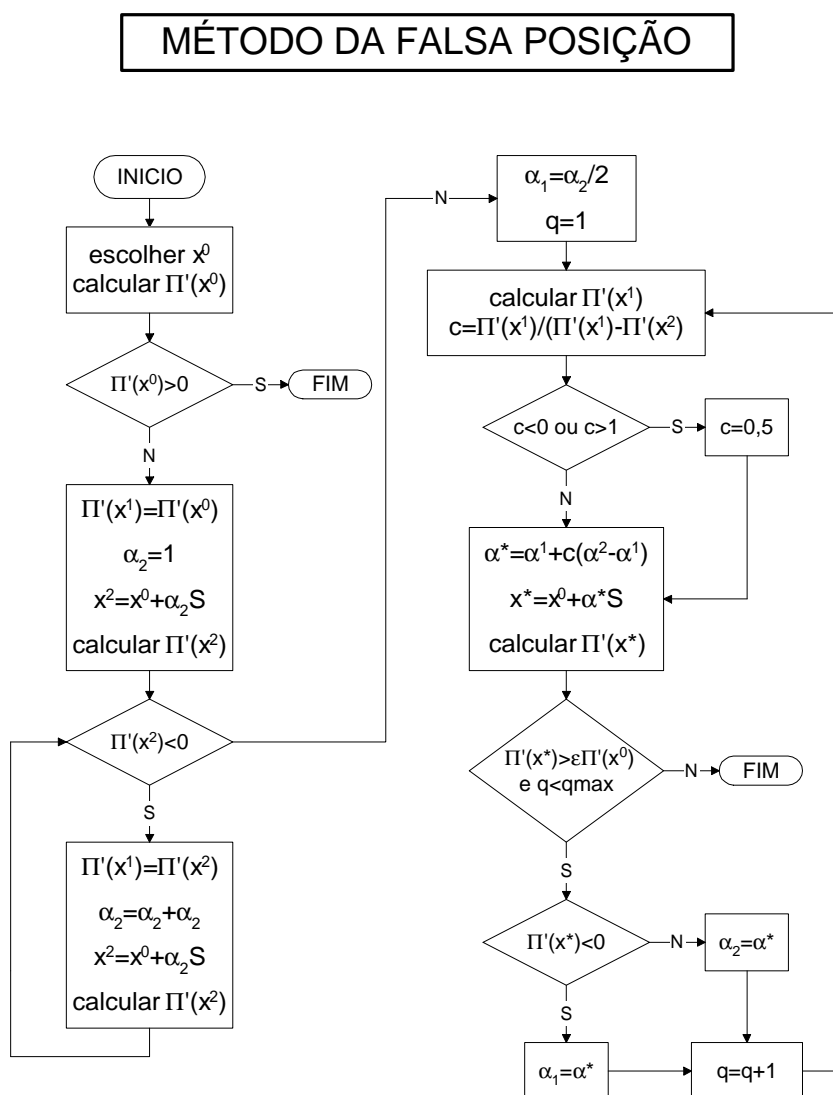 MÉTODO DA FALSA POSIÇÃO
INICIO
escolher x⁰
calcular Π'(x⁰)
Π'(x⁰)>0
S
FIM
N
Π'(x¹)=Π'(x⁰)
α₂=1
x²=x⁰+α₂S
calcular Π'(x²)
Π'(x²)<0
S
Π'(x¹)=Π'(x²)
α₂=α₂+α₂
x²=x⁰+α₂S
calcular Π'(x²)
N
α₁=α₂/2
q=1
calcular Π'(x¹)
c=Π'(x¹)/(Π'(x¹)-Π'(x²)
c<0 ou c>1
S
c=0,5
N
α*=α¹+c(α²-α¹)
x*=x⁰+α*S
calcular Π'(x*)
Π'(x*)>εΠ'(x⁰)
e q<qmax
N
FIM
S
Π'(x*)<0
N
α₂=α*
S
α₁=α*
q=q+1